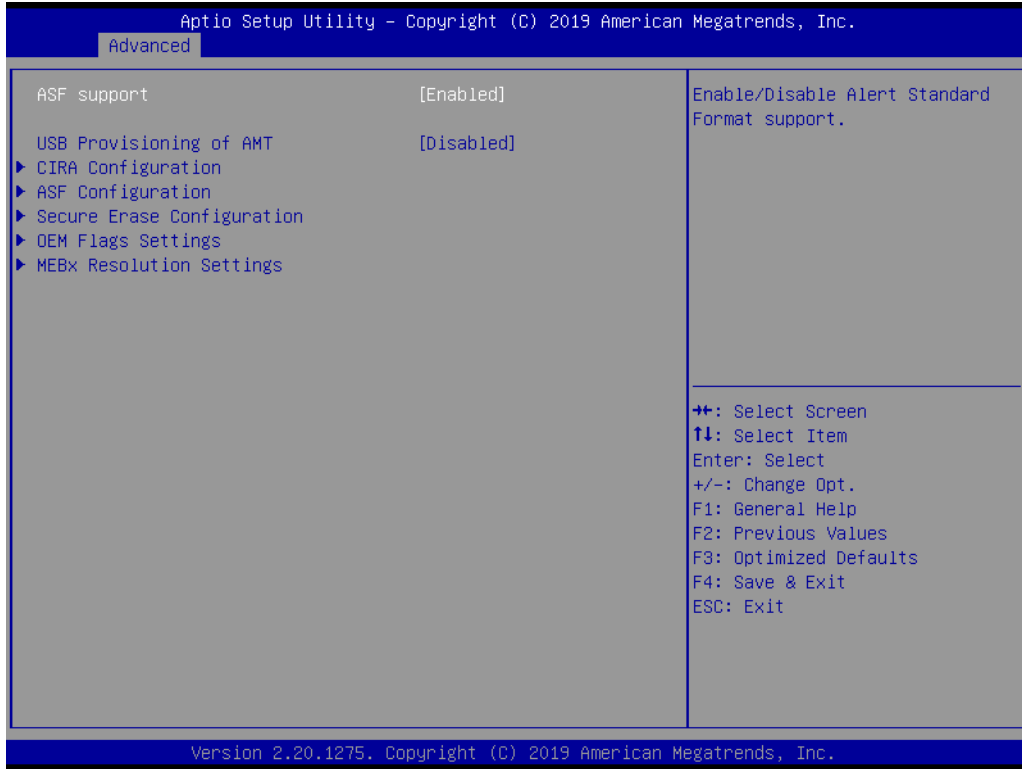 Aptio Setup Utility – Copyright (C) 2019 American Megatrends, Inc.
Advanced
ASF support [Enabled]
USB Provisioning of AMT [Disabled]
▶ CIRA Configuration
▶ ASF Configuration
▶ Secure Erase Configuration
▶ OEM Flags Settings
▶ MEBx Resolution Settings
Enable/Disable Alert Standard
Format support.
→←: Select Screen
↑↓: Select Item
Enter: Select
+/-: Change Opt.
F1: General Help
F2: Previous Values
F3: Optimized Defaults
F4: Save & Exit
ESC: Exit
Version 2.20.1275. Copyright (C) 2019 American Megatrends, Inc.